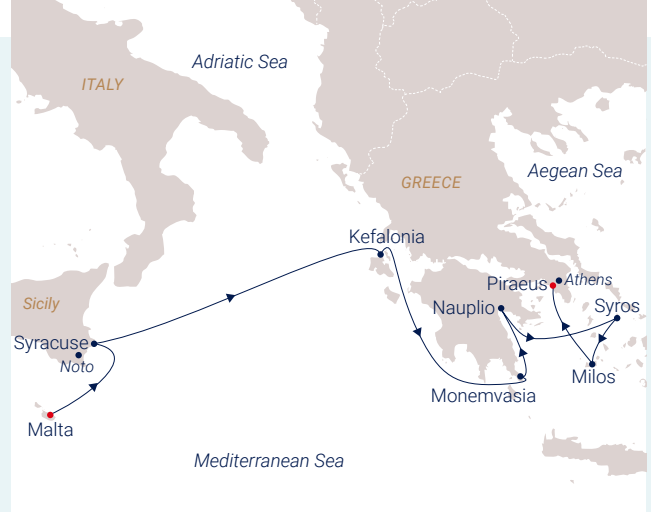 Adriatic Sea
ITALY
Aegean Sea
GREECE
Kefalonia
Piraeus
Athens
Sicily
Nauplio
Syros
Syracuse
Noto
Milos
Monemvasia
Malta
Mediterranean Sea